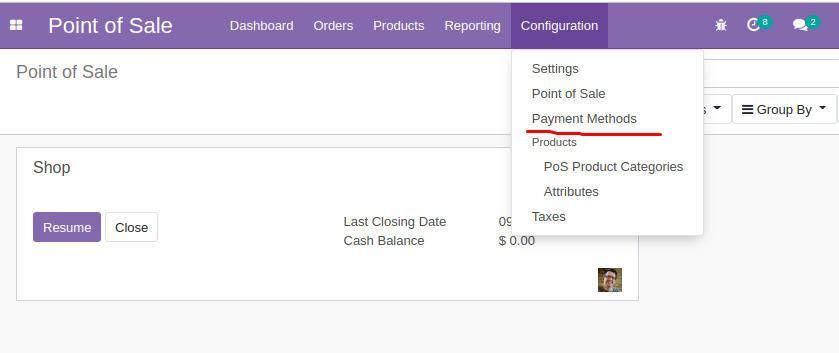 Point of Sale Dashboard Orders Products Reporting Configuration 8 2
Point of Sale
Settings
Point of Sale
Payment Methods
Products
PoS Product Categories
Attributes
Taxes
s Group By
Shop
Resume Close
Last Closing Date 09
Cash Balance $ 0.00